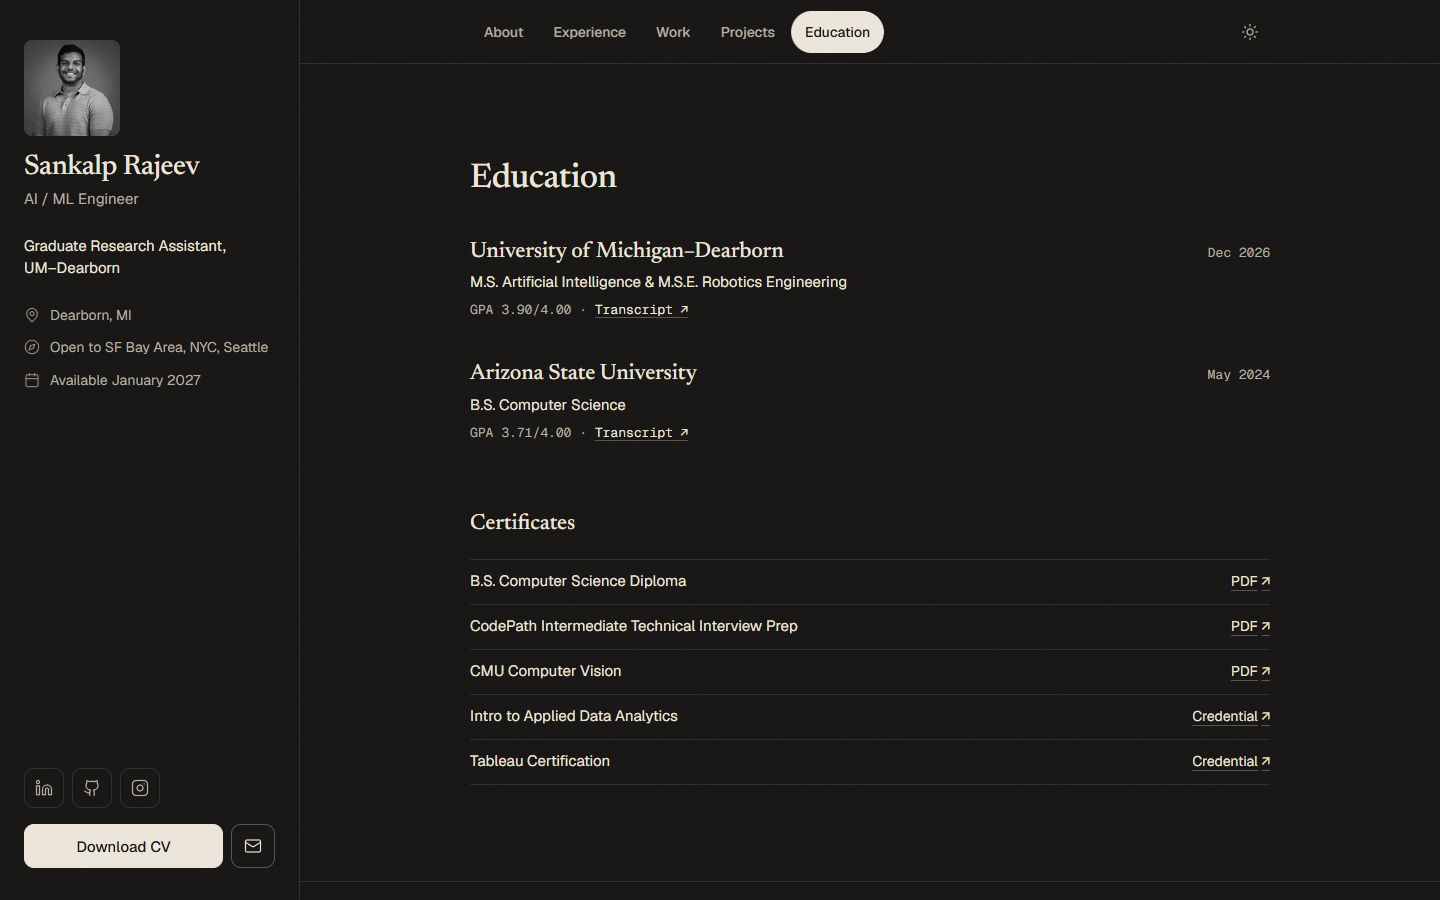 Sankalp Rajeev
AI / ML Engineer
Graduate Research Assistant,
UM–Dearborn
Dearborn, MI
Open to SF Bay Area, NYC, Seattle
Available January 2027
Download CV
About Experience Work Projects Education
Education
University of Michigan–Dearborn Dec 2026
M.S. Artificial Intelligence & M.S.E. Robotics Engineering
GPA 3.90/4.00 · Transcript ↗
Arizona State University May 2024
B.S. Computer Science
GPA 3.71/4.00 · Transcript ↗
Certificates
B.S. Computer Science Diploma PDF ↗
CodePath Intermediate Technical Interview Prep PDF ↗
CMU Computer Vision PDF ↗
Intro to Applied Data Analytics Credential ↗
Tableau Certification Credential ↗